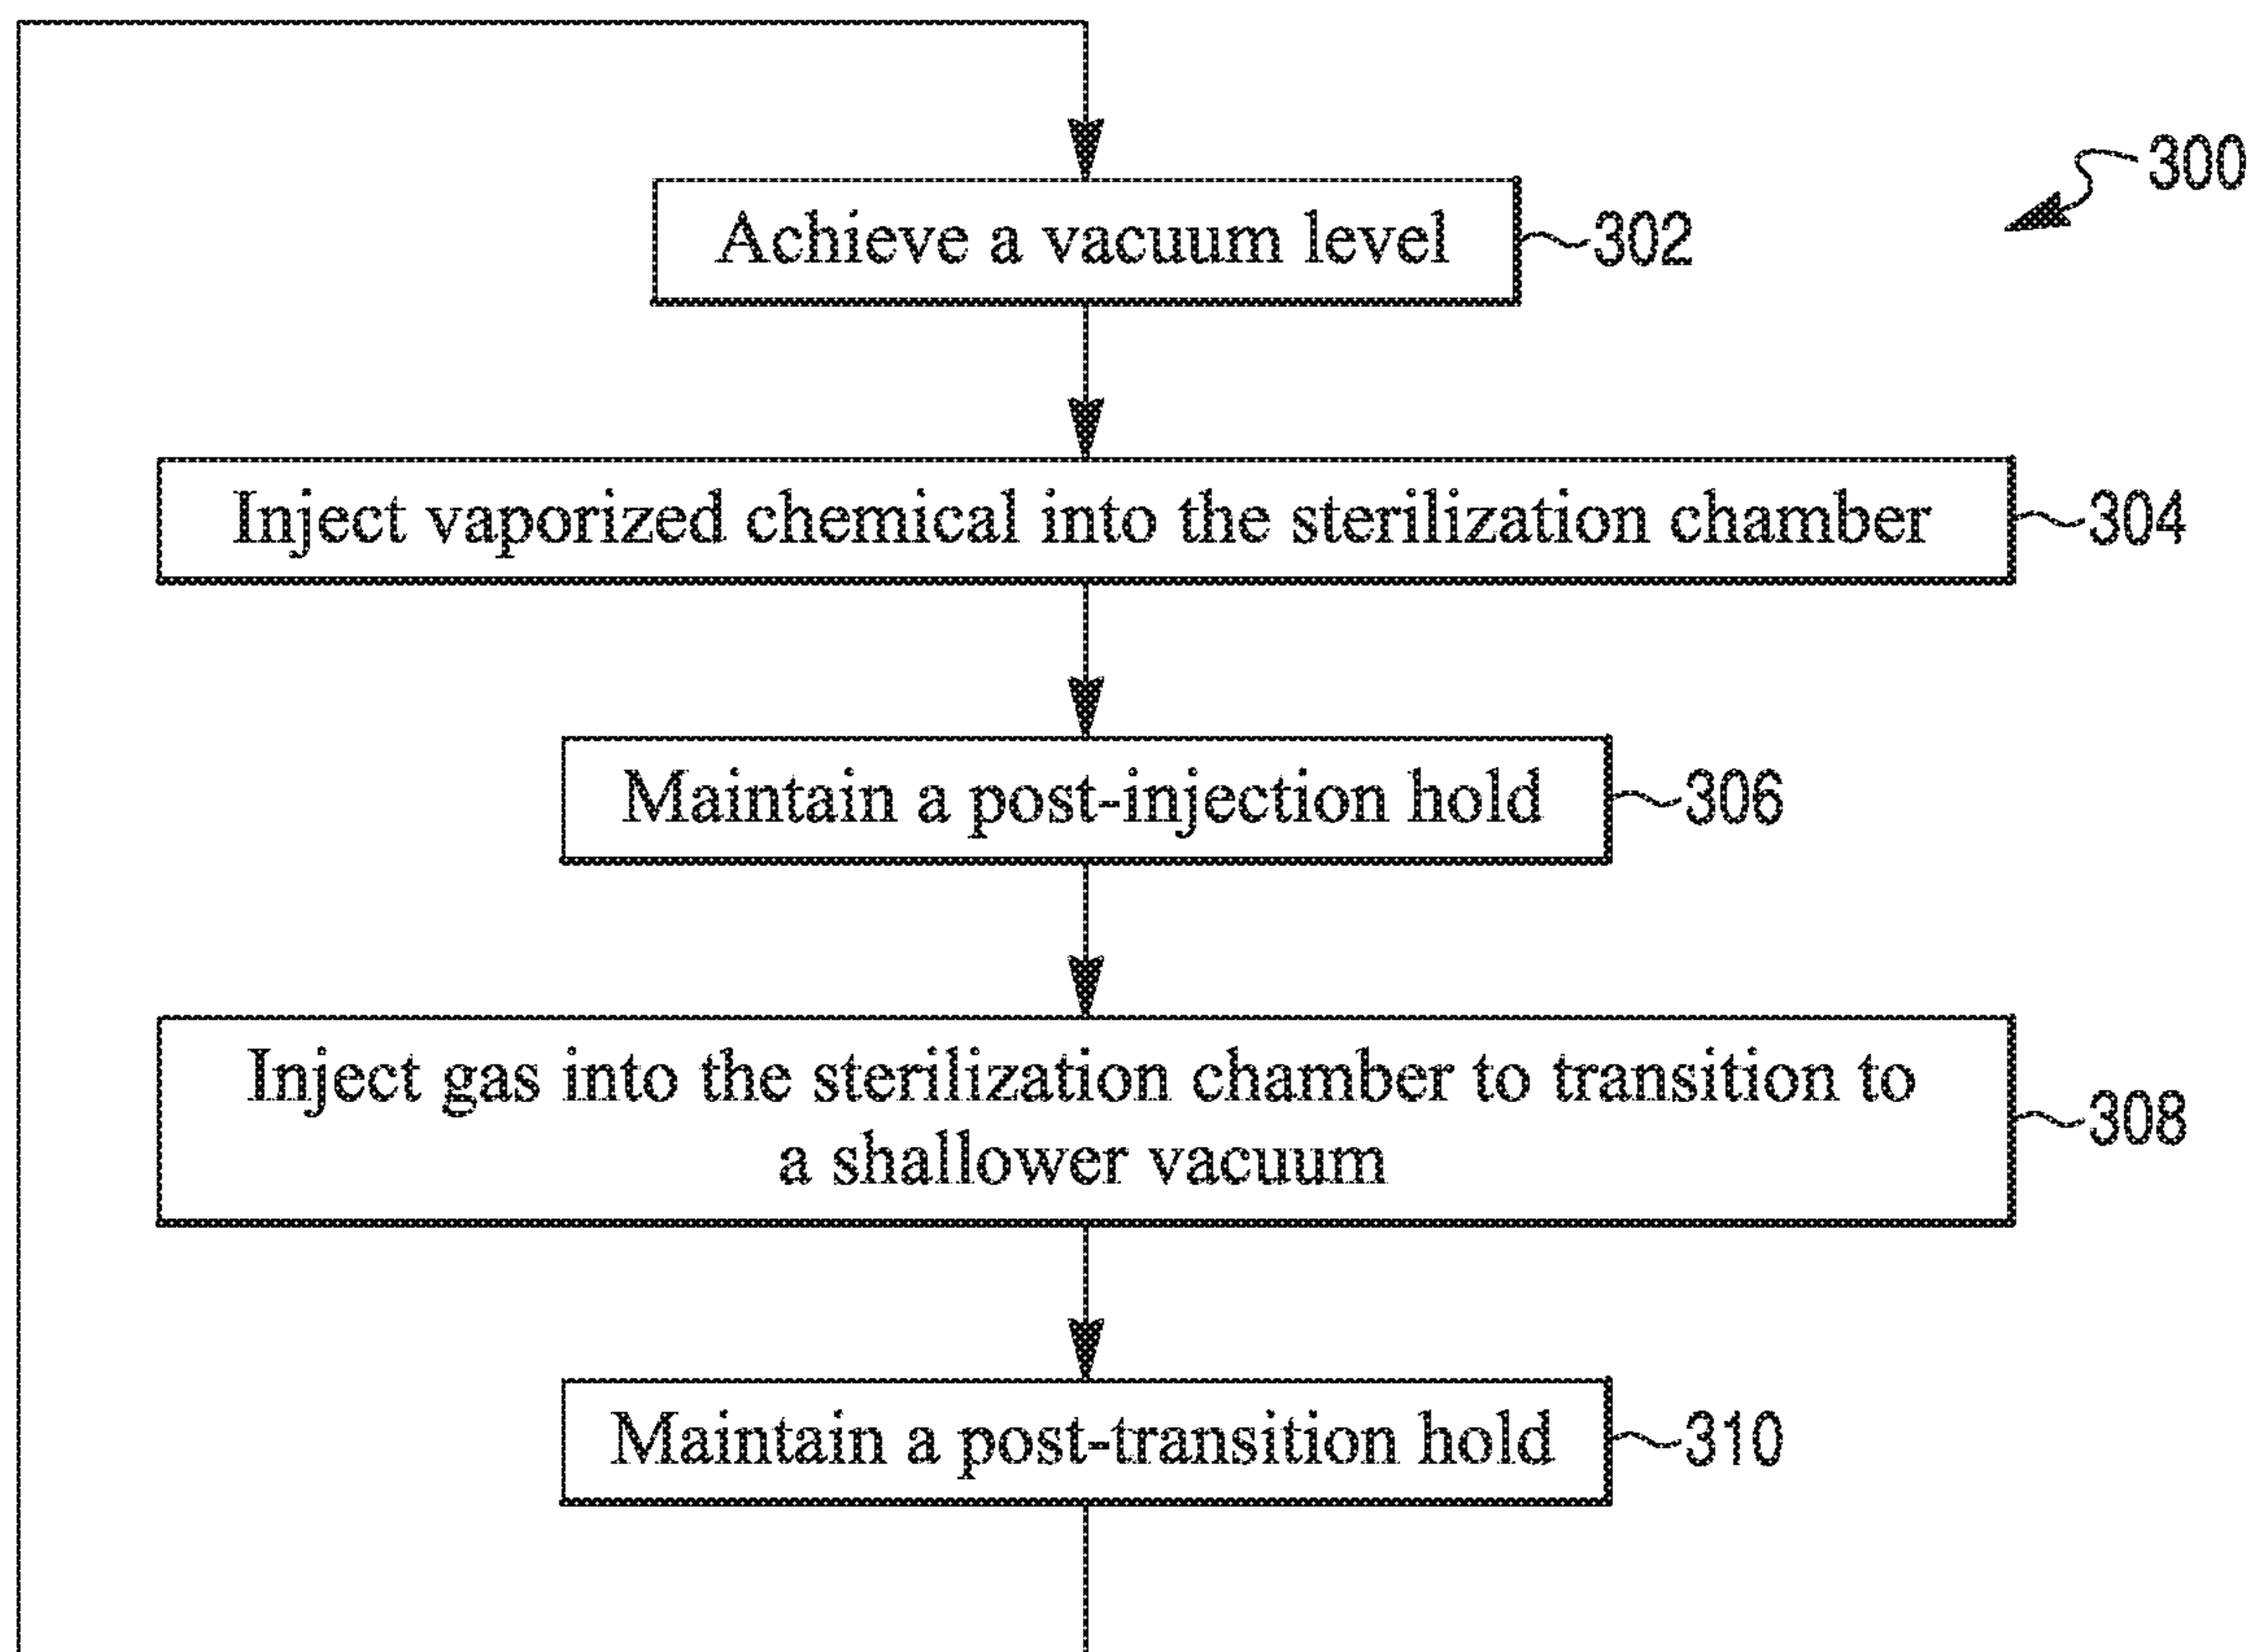 300
Achieve a vacuum level 302
Inject vaporized chemical into the sterilization chamber 304
Maintain a post-injection hold 306
Inject gas into the sterilization chamber to transition to
a shallower vacuum
308
Maintain a post-transition hold 310